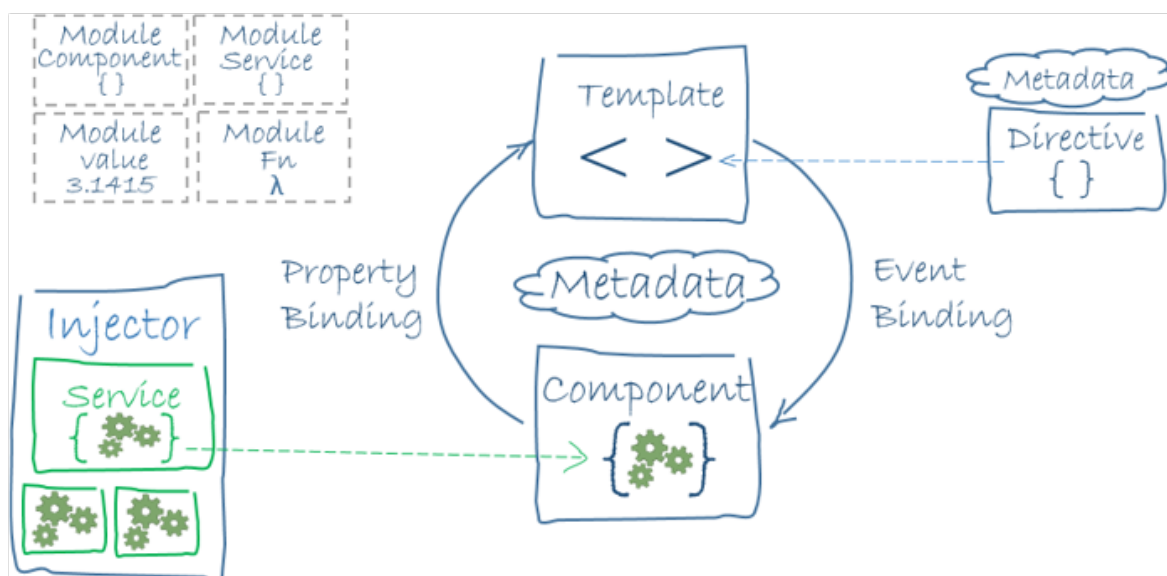 Module
Component
{ }
Module
Service
{ }
Module
value
3.1415
Module
Fn
λ
Template
< >
Metadata
Directive
{ }
Property
Binding
Metadata
Event
Binding
Injector
Service
{ }
Component
{ }